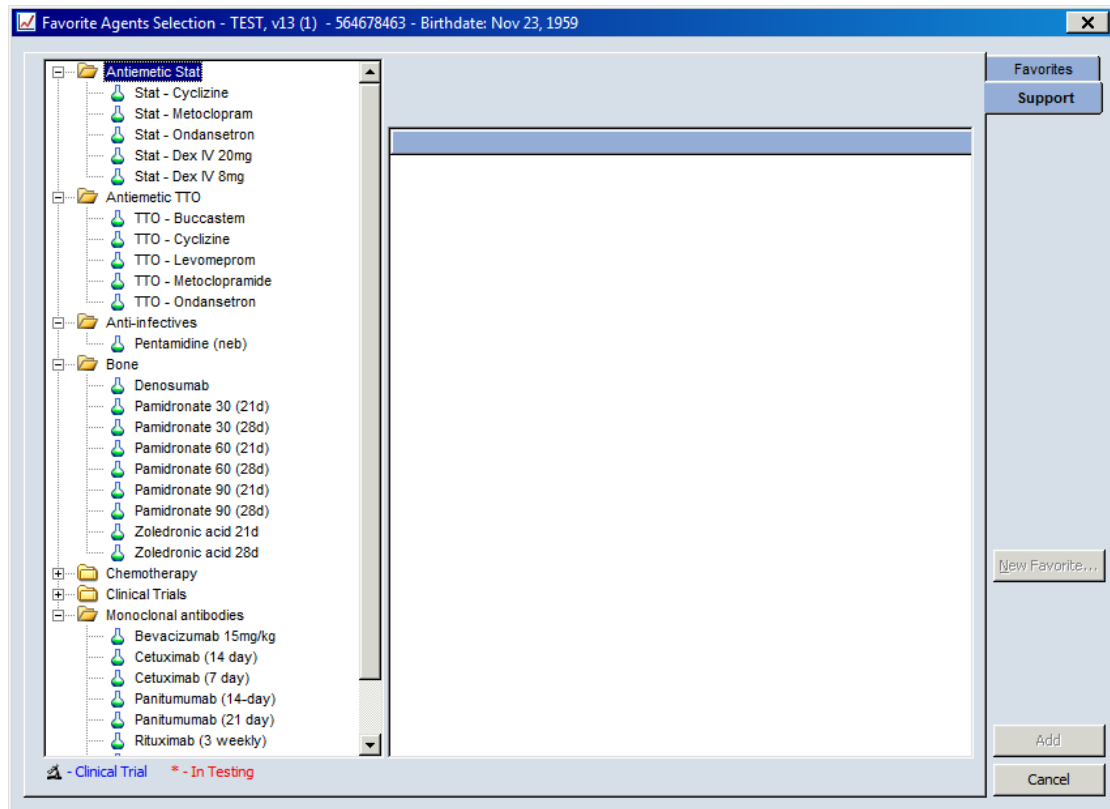 Favorite Agents Selection - TEST, v13 (1) - 564678463 - Birthdate: Nov 23, 1959
Antiemetic Stat
Stat - Cyclizine
Stat - Metoclopram
Stat - Ondansetron
Stat - Dex IV 20mg
Stat - Dex IV 8mg
Antiemetic TTO
TTO - Buccastem
TTO - Cyclizine
TTO - Levomeprom
TTO - Metoclopramide
TTO - Ondansetron
Anti-infectives
Pentamidine (neb)
Bone
Denosumab
Pamidronate 30 (21d)
Pamidronate 30 (28d)
Pamidronate 60 (21d)
Pamidronate 60 (28d)
Pamidronate 90 (21d)
Pamidronate 90 (28d)
Zoledronic acid 21d
Zoledronic acid 28d
Chemotherapy
Clinical Trials
Monoclonal antibodies
Bevacizumab 15mg/kg
Cetuximab (14 day)
Cetuximab (7 day)
Panitumumab (14-day)
Panitumumab (21 day)
Rituximab (3 weekly)
- Clinical Trial * - In Testing
Favorites
Support
New Favorite...
Add
Cancel